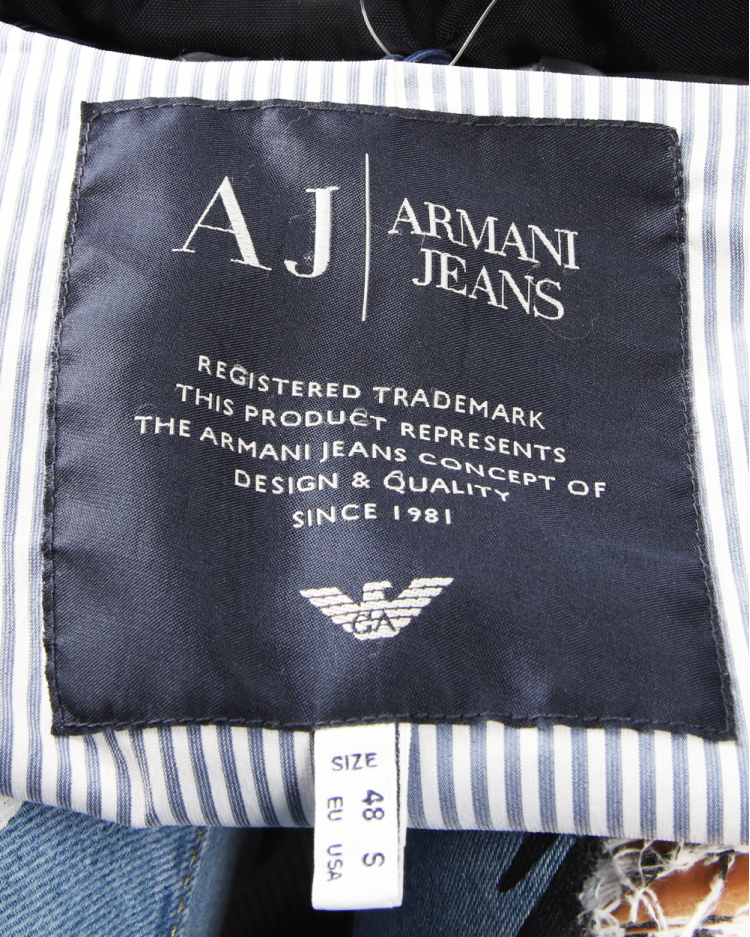 AJ
ARMANI
JEANS
REGISTERED TRADEMARK
THIS PRODUCT REPRESENTS
THE ARMANI JEANS CONCEPT OF
DESIGN & QUALITY
SINCE 1981
GA
SIZE
48 S
EU USA